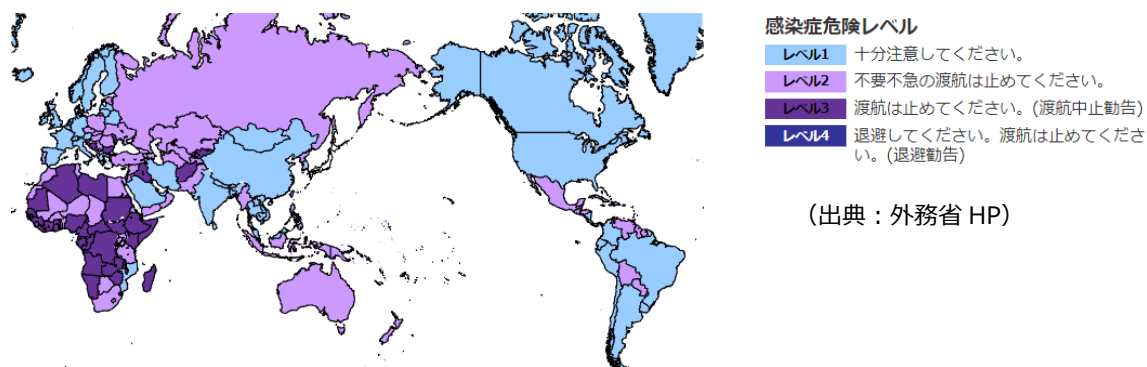 感染症危険レベル
レベル1 十分注意してください。
レベル2 不要不急の渡航は止めてください。
レベル3 渡航は止めてください。(渡航中止勧告)
レベル4 退避してください。渡航は止めてくださ
い。(退避勧告)
（出典：外務省 HP）